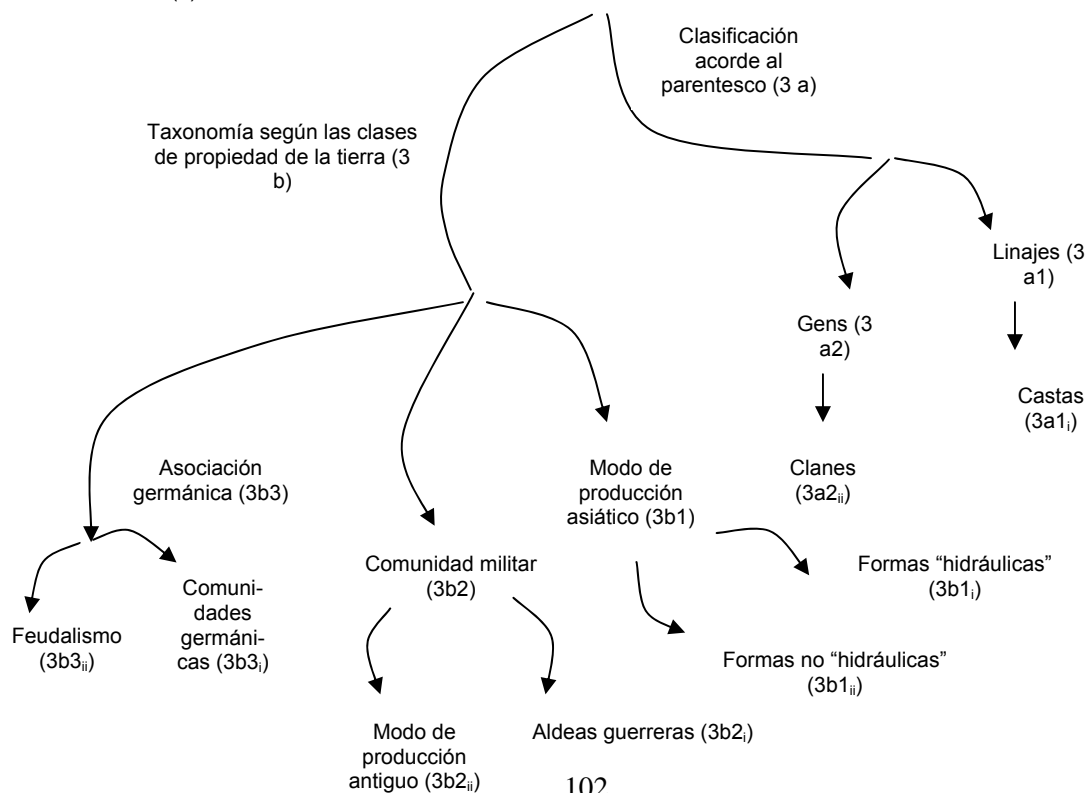 Clasificación
acorde al
parentesco (3 a)
Taxonomía según las clases
de propiedad de la tierra (3
b)
Linajes (3
a1)
Gens (3
a2)
Castas
(3a1i)
Asociación
germánica (3b3)
Modo de
producción
asiático (3b1)
Clanes
(3a2ii)
Comunidad militar
(3b2)
Formas “hidráulicas”
(3b1i)
Comuni-
dades
germáni-
cas (3b3i)
Feudalismo
(3b3ii)
Formas no “hidráulicas”
(3b1ii)
Modo de
producción
antiguo (3b2ii)
Aldeas guerreras (3b2i)
102